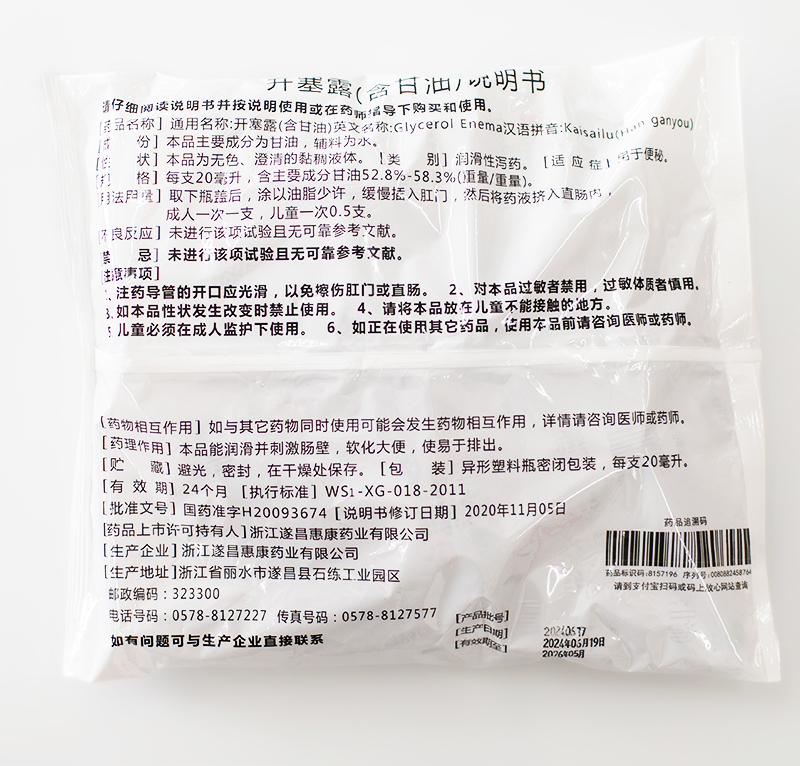 开塞露(含甘油)说明书
请仔细阅读说明书并按说明使用或在药师指导下购买和使用。
[药品名称] 通用名称:开塞露(含甘油)英文名称:Glycerol Enema汉语拼音:Kaisailu(Han ganyou)
[成 份] 本品主要成分为甘油，辅料为水。
[性 状] 本品为无色、澄清的黏稠液体。[类 别] 润滑性泻药。[适 应 症] 用于便秘。
[规 格] 每支20毫升，含主要成分甘油52.8%-58.3%(重量/重量)。
[用法用量] 取下瓶盖后，涂以油脂少许，缓慢插入肛门，然后将药液挤入直肠内，
成人一次一支，儿童一次0.5支。
[不良反应] 未进行该项试验且无可靠参考文献。
[禁 忌] 未进行该项试验且无可靠参考文献。
[注意事项]
1、注药导管的开口应光滑，以免擦伤肛门或直肠。 2、对本品过敏者禁用，过敏体质者慎用。
3、如本品性状发生改变时禁止使用。 4、请将本品放在儿童不能接触的地方。
5、儿童必须在成人监护下使用。 6、如正在使用其它药品，使用本品前请咨询医师或药师。
[药物相互作用] 如与其它药物同时使用可能会发生药物相互作用，详情请咨询医师或药师。
[药理作用] 本品能润滑并刺激肠壁，软化大便，使易于排出。
[贮 藏] 避光，密封，在干燥处保存。[包 装] 异形塑料瓶密闭包装，每支20毫升。
[有 效 期] 24个月 [执行标准] WS1-XG-018-2011
[批准文号] 国药准字H20093674 [说明书修订日期] 2020年11月05日
[药品上市许可持有人] 浙江遂昌惠康药业有限公司
[生产企业] 浙江遂昌惠康药业有限公司
[生产地址] 浙江省丽水市遂昌县石练工业园区
邮政编码：323300
电话号码：0578-8127227 传真号码：0578-8127577
如有问题可与生产企业直接联系
药品追溯码
药品标识码:8157196 序列号:0080882458764
请到支付宝扫码或码上放心网站查询
[产品批号]
[生产日期] 2024年05月19日
[有效期至] 2026年05月